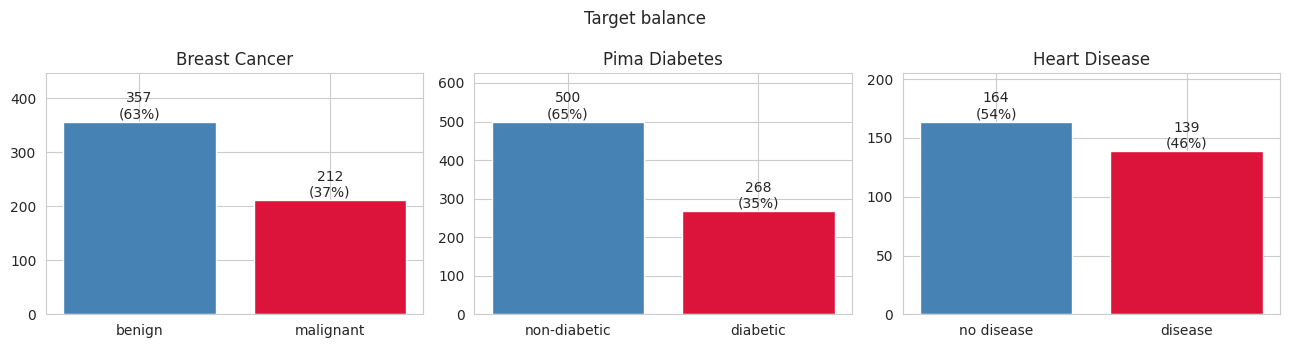 Target balance
Breast Cancer
400
300
200
100
0
357
(63%)
212
(37%)
benign
malignant
Pima Diabetes
600
500
400
300
200
100
0
500
(65%)
268
(35%)
non-diabetic
diabetic
Heart Disease
200
150
100
50
0
164
(54%)
139
(46%)
no disease
disease